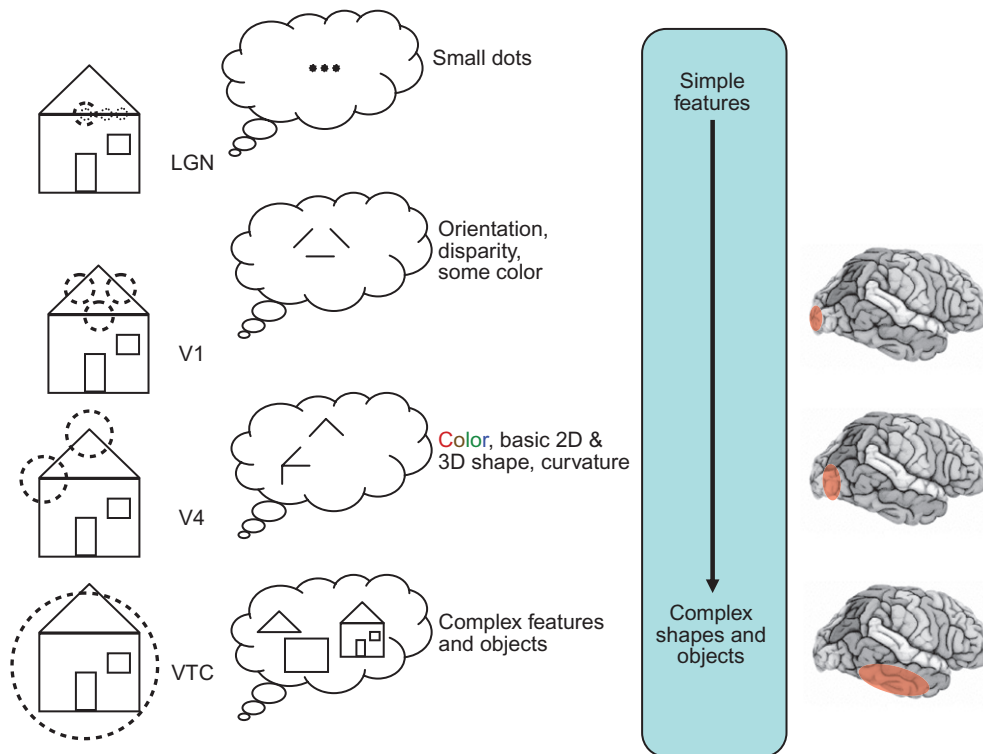 Small dots
LGN
Orientation,
disparity,
some color
V1
Color, basic 2D &
3D shape, curvature
V4
Complex features
and objects
VTC
Simple
features
Complex
shapes and
objects